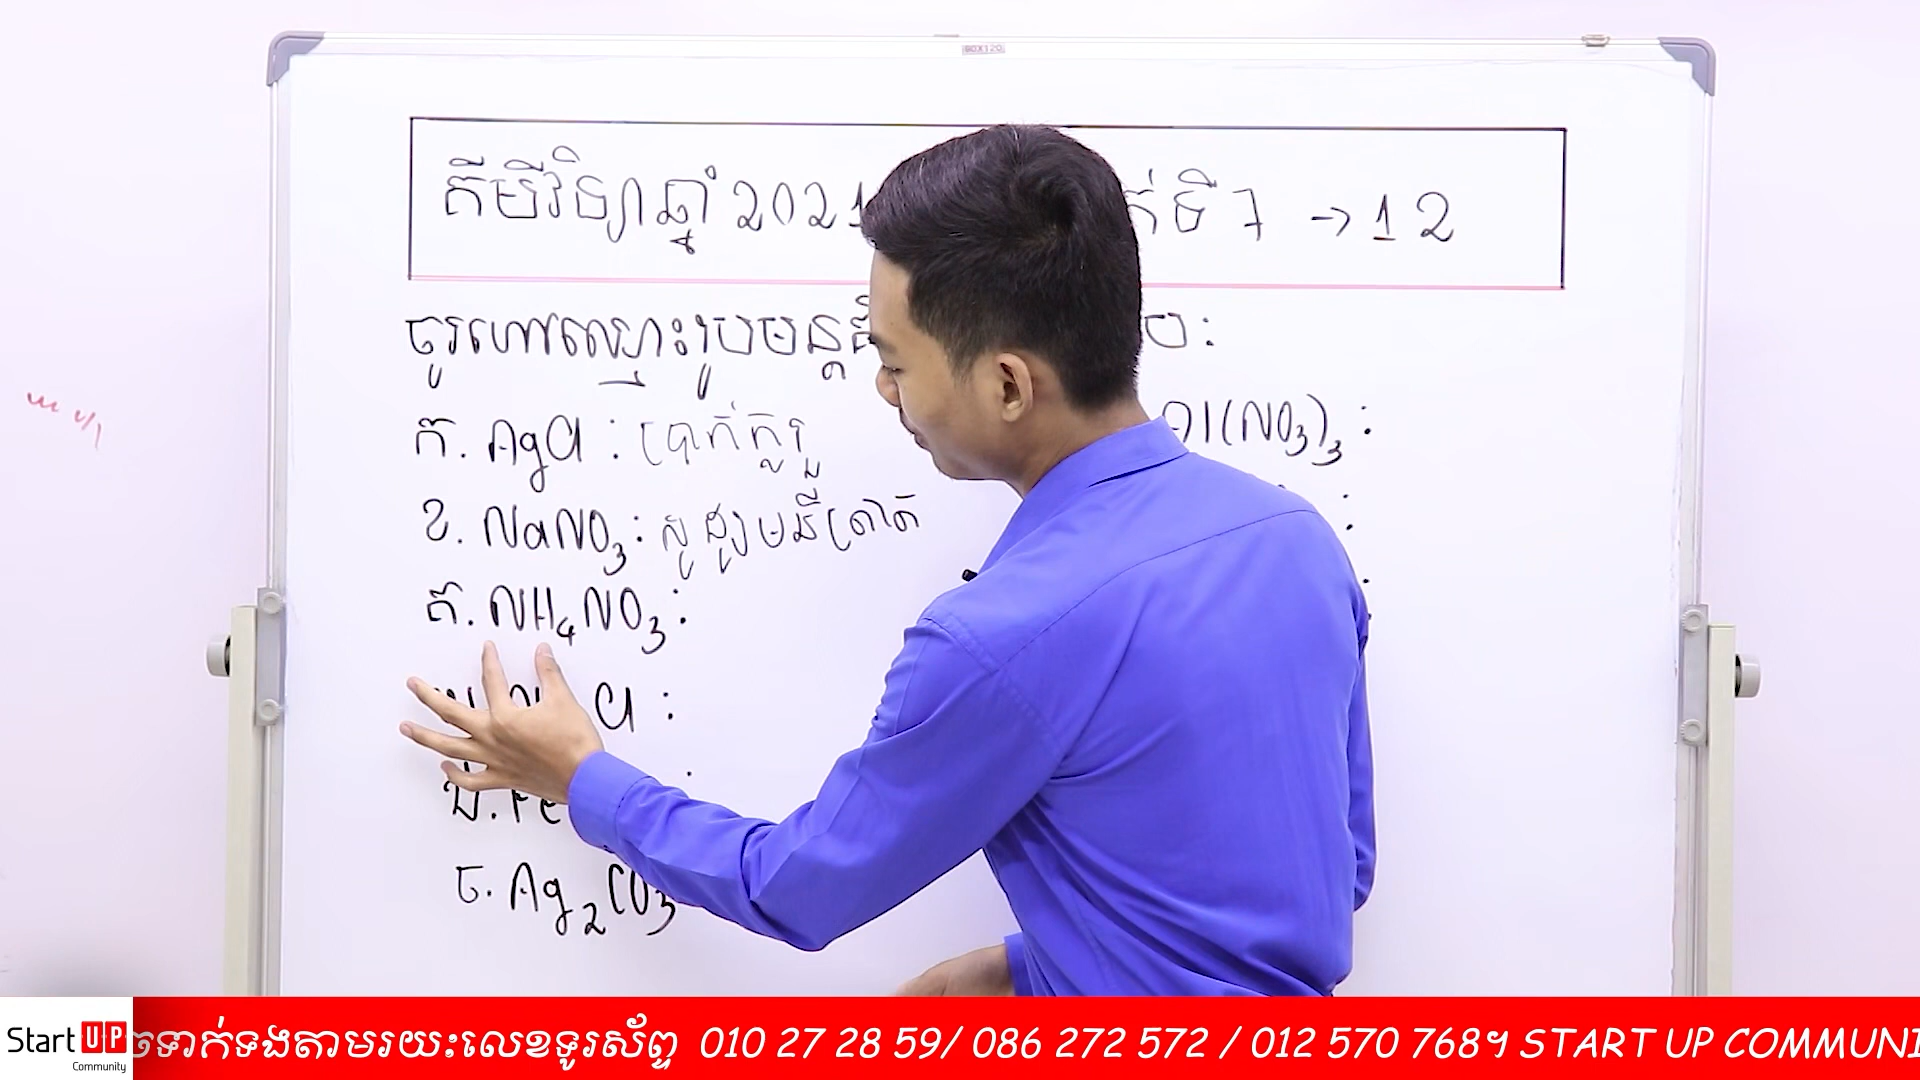 90X120
គីមីវិទ្យាឆ្នាំ 2021 ក់ទី 7 → 12
ចូរហៅឈ្មោះរូបមន្តគី ប:
ក. AgCl : ប្រាក់ក្លរួ
ខ. NaNO3 : សូដ្យូមនីត្រាត
គ. NH4NO3 :
Cl :
ង. Fe :
ច. Ag2CO3
Al(NO3)3 :
:
:
Start UP Community
ចទាក់ទងតាមរយៈលេខទូរស័ព្ទ 010 27 28 59/ 086 272 572 / 012 570 768។ START UP COMMUNI